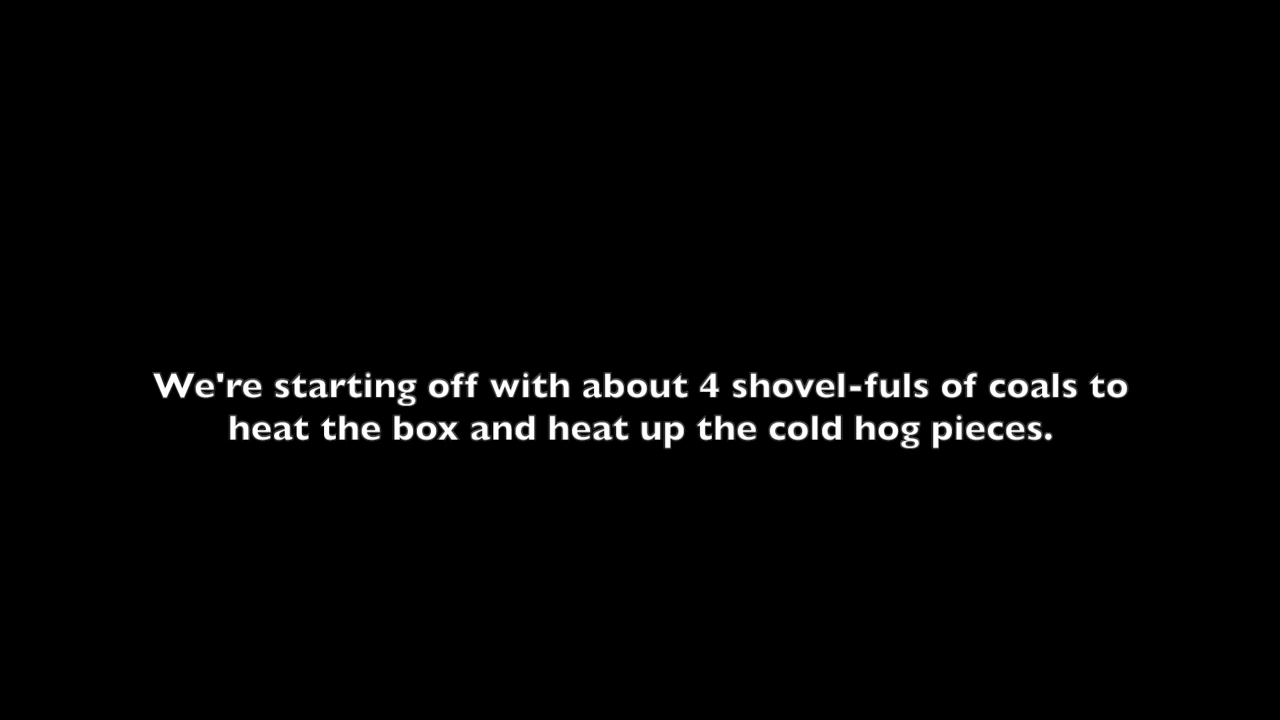 We're starting off with about 4 shovel-fuls of coals to
heat the box and heat up the cold hog pieces.